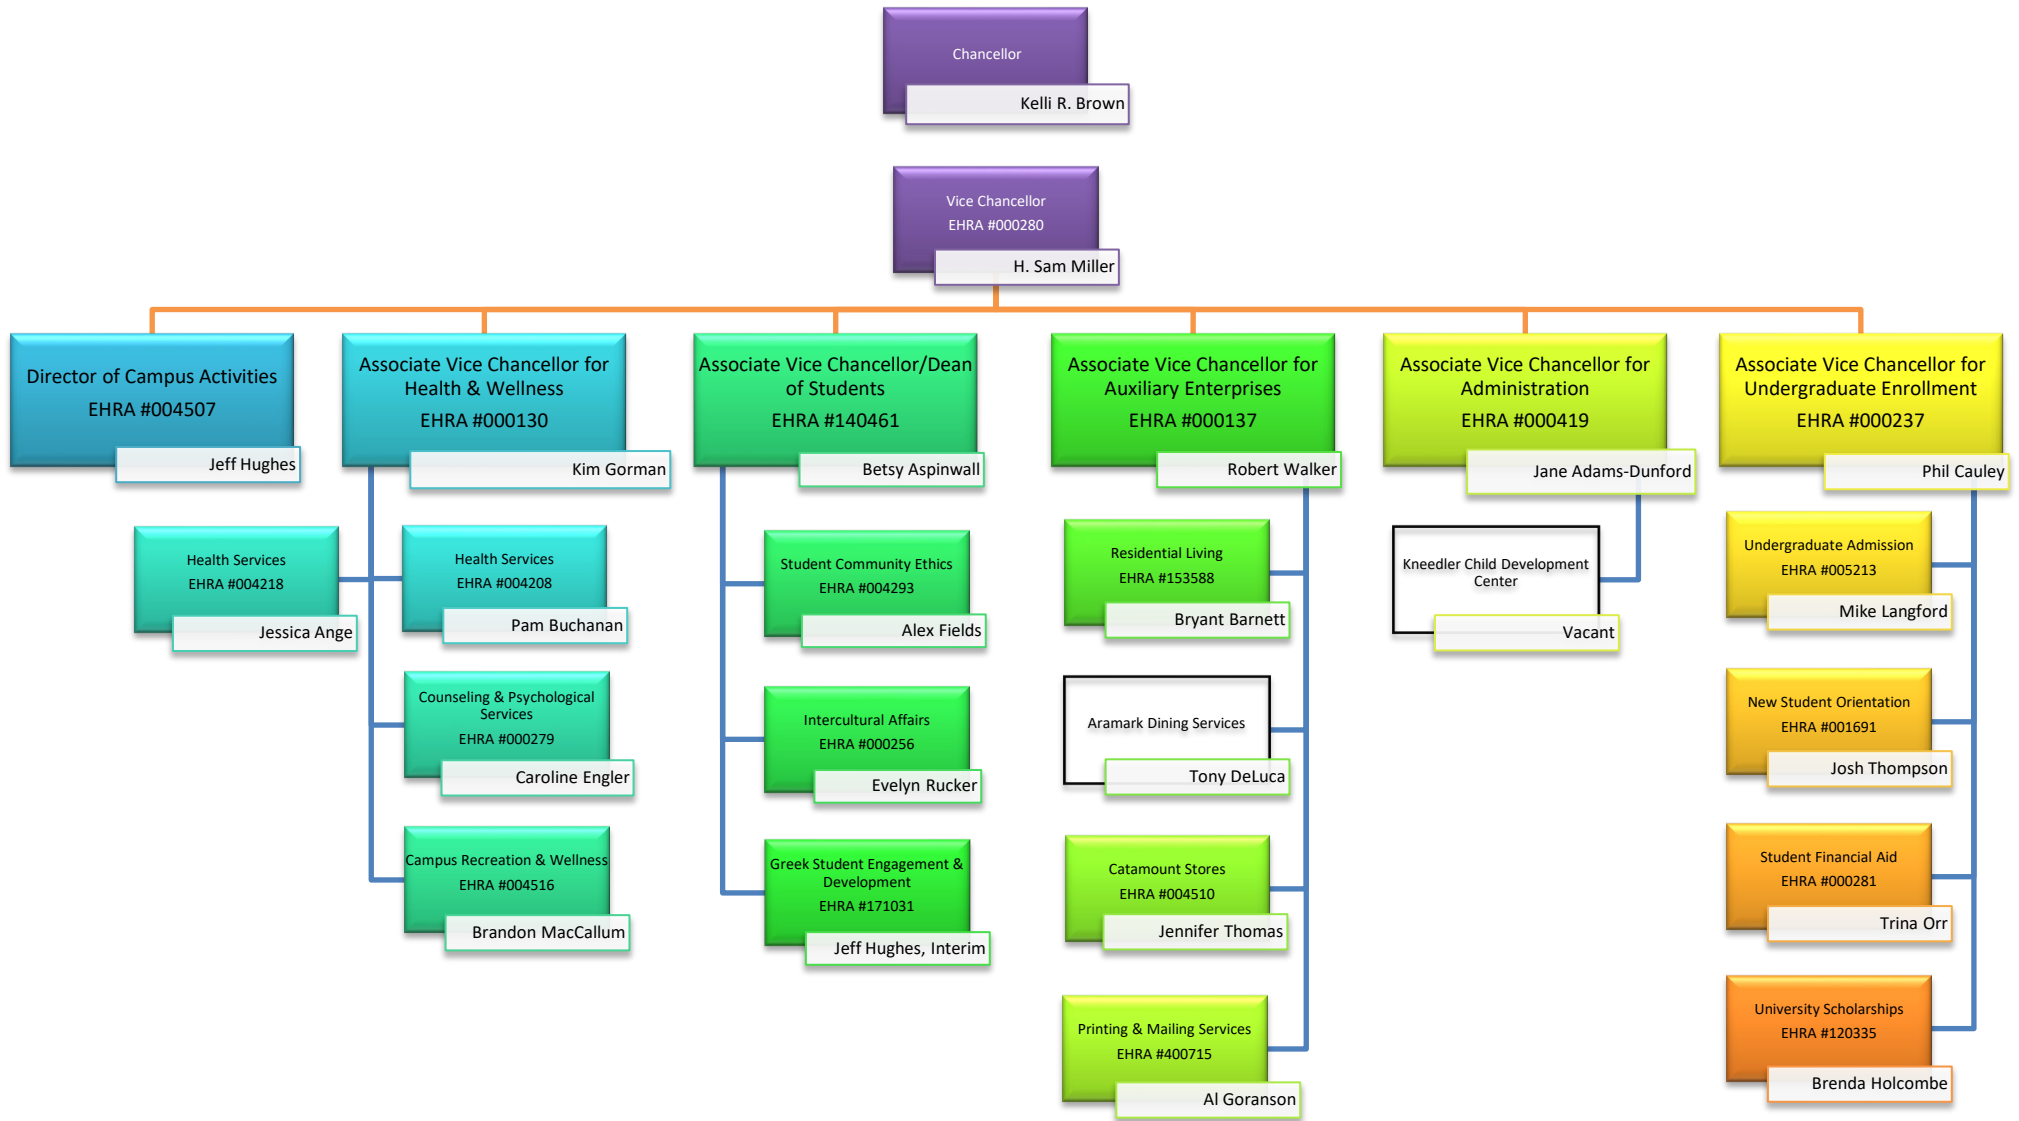 Chancellor
Kelli R. Brown
Vice Chancellor
EHRA #000280
H. Sam Miller
Director of Campus Activities
EHRA #004507
Jeff Hughes
Associate Vice Chancellor for
Health & Wellness
EHRA #000130
Kim Gorman
Associate Vice Chancellor/Dean
of Students
EHRA #140461
Betsy Aspinwall
Associate Vice Chancellor for
Auxiliary Enterprises
EHRA #000137
Robert Walker
Associate Vice Chancellor for
Administration
EHRA #000419
Jane Adams-Dunford
Associate Vice Chancellor for
Undergraduate Enrollment
EHRA #000237
Phil Cauley
Health Services
EHRA #004218
Jessica Ange
Health Services
EHRA #004208
Pam Buchanan
Counseling & Psychological
Services
EHRA #000279
Caroline Engler
Campus Recreation & Wellness
EHRA #004516
Brandon MacCallum
Student Community Ethics
EHRA #004293
Alex Fields
Intercultural Affairs
EHRA #000256
Evelyn Rucker
Greek Student Engagement &
Development
EHRA #171031
Jeff Hughes, Interim
Residential Living
EHRA #153588
Bryant Barnett
Aramark Dining Services
Tony DeLuca
Catamount Stores
EHRA #004510
Jennifer Thomas
Printing & Mailing Services
EHRA #400715
Al Goranson
Kneedler Child Development
Center
Vacant
Undergraduate Admission
EHRA #005213
Mike Langford
New Student Orientation
EHRA #001691
Josh Thompson
Student Financial Aid
EHRA #000281
Trina Orr
University Scholarships
EHRA #120335
Brenda Holcombe